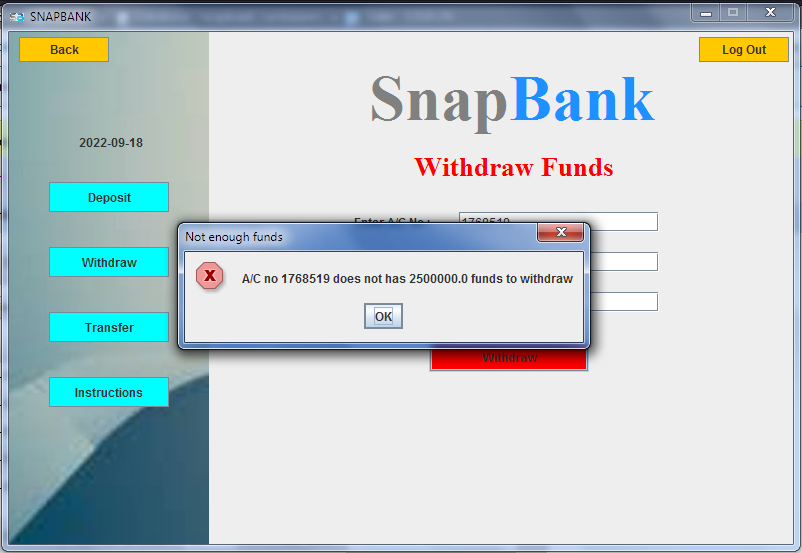 SNAPBANK
Back
Log Out
SnapBank
2022-09-18
Withdraw Funds
Deposit
Enter A/C No :
1768519
Not enough funds
Withdraw
A/C no 1768519 does not has 2500000.0 funds to withdraw
OK
Transfer
Withdraw
Instructions